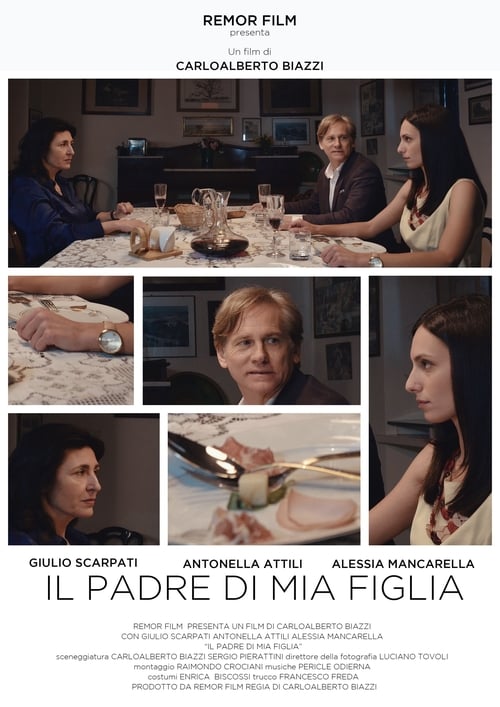 REMOR FILM
presenta
Un film di
CARLOALBERTO BIAZZI
GIULIO SCARPATI ANTONELLA ATTILI ALESSIA MANCARELLA
IL PADRE DI MIA FIGLIA
REMOR FILM PRESENTA UN FILM DI CARLOALBERTO BIAZZI
CON GIULIO SCARPATI ANTONELLA ATTILI ALESSIA MANCARELLA
"IL PADRE DI MIA FIGLIA"
sceneggiatura CARLOALBERTO BIAZZI SERGIO PIERATTINI direttore della fotografia LUCIANO TOVOLI
montaggio RAIMONDO CROCIANI musiche PERICLE ODIERNA
costumi ENRICA BISCOSSI trucco FRANCESCO FREDA
PRODOTTO DA REMOR FILM REGIA DI CARLOALBERTO BIAZZI